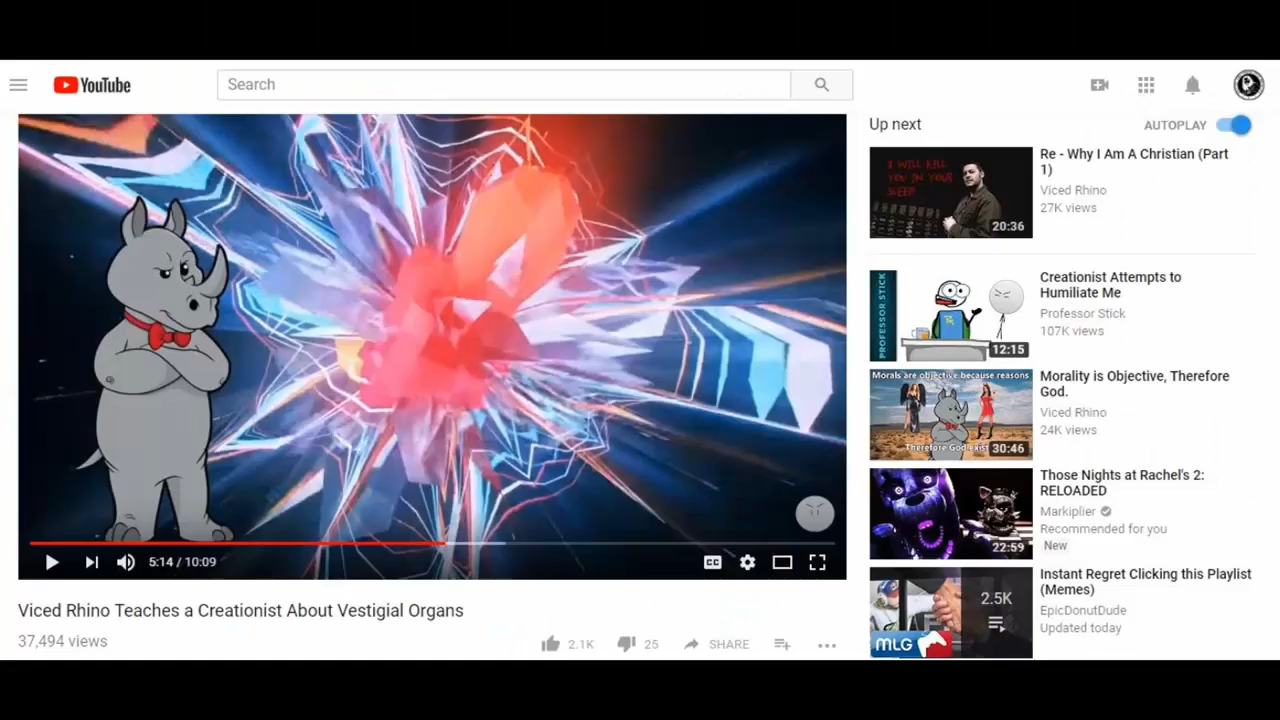 YouTube
Search
Up next
AUTOPLAY
I WILL KILL
YOU IN YOUR
SLEEP
20:36
Re - Why I Am A Christian (Part
1)
Viced Rhino
27K views
PROFESSOR STICK
12:15
Creationist Attempts to
Humiliate Me
Professor Stick
107K views
Morals are objective because reasons
Therefore God exist
30:46
Morality is Objective, Therefore
God.
Viced Rhino
24K views
22:59
Those Nights at Rachel's 2:
RELOADED
Markiplier
Recommended for you
New
2.5K
MLG
Instant Regret Clicking this Playlist
(Memes)
EpicDonutDude
Updated today
5:14 / 10:09
CC
Viced Rhino Teaches a Creationist About Vestigial Organs
37,494 views
2.1K
25
SHARE